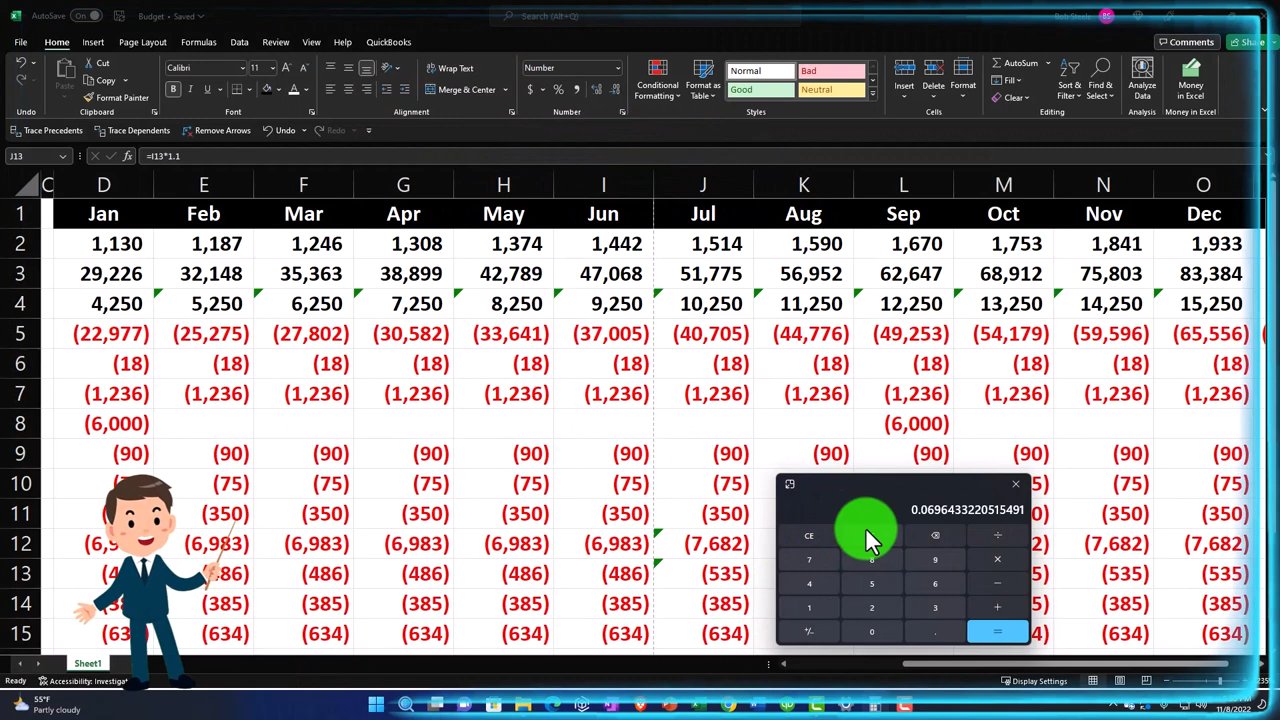 AutoSave On Budget • Saved Search (Alt+Q) BS Share
File Home Insert Page Layout Formulas Data Review View Help QuickBooks Comments
Cut Calibri 11 Wrap Text Number Normal Bad AutoSum
Paste Copy Conditional Formatting Format as Table Good Neutral Insert Delete Format Fill Sort & Filter Find & Select Analyze Data Money in Excel
Format Painter Merge & Center Clear
Undo Clipboard Font Alignment Number Styles Cells Editing Analysis Money in Excel
Trace Precedents Trace Dependents Remove Arrows Undo Redo
J13 fx =I13*1.1
C D E F G H I J K L M N O
1 Jan Feb Mar Apr May Jun Jul Aug Sep Oct Nov Dec
2 1,130 1,187 1,246 1,308 1,374 1,442 1,514 1,590 1,670 1,753 1,841 1,933
3 29,226 32,148 35,363 38,899 42,789 47,068 51,775 56,952 62,647 68,912 75,803 83,384
4 4,250 5,250 6,250 7,250 8,250 9,250 10,250 11,250 12,250 13,250 14,250 15,250
5 (22,977) (25,275) (27,802) (30,582) (33,641) (37,005) (40,705) (44,776) (49,253) (54,179) (59,596) (65,556)
6 (18) (18) (18) (18) (18) (18) (18) (18) (18) (18) (18) (18)
7 (1,236) (1,236) (1,236) (1,236) (1,236) (1,236) (1,236) (1,236) (1,236) (1,236) (1,236) (1,236)
8 (6,000) (6,000)
9 (90) (90) (90) (90) (90) (90) (90) (90) (90) (90) (90) (90)
10 (75) (75) (75) (75) (75) (75) (75) (75)
11 (350) (350) (350) (350) (350) (350) (350) (350)
12 (6,983) (6,983) (6,983) (6,983) (6,983) (7,682) (7,682) (7,682)
13 (486) (486) (486) (486) (535) (535) (535)
14 (385) (385) (385) (385) (385) (385) (385) (385)
15 (634) (634) (634) (634) (634) (634) (634) (634)
0.0696433220515491
CE ÷
7 8 9 ×
4 5 6 −
1 2 3 +
+/− 0 . =
Sheet1
Ready Accessibility: Investiga Display Settings 235
55°F
Partly cloudy 11/8/2022